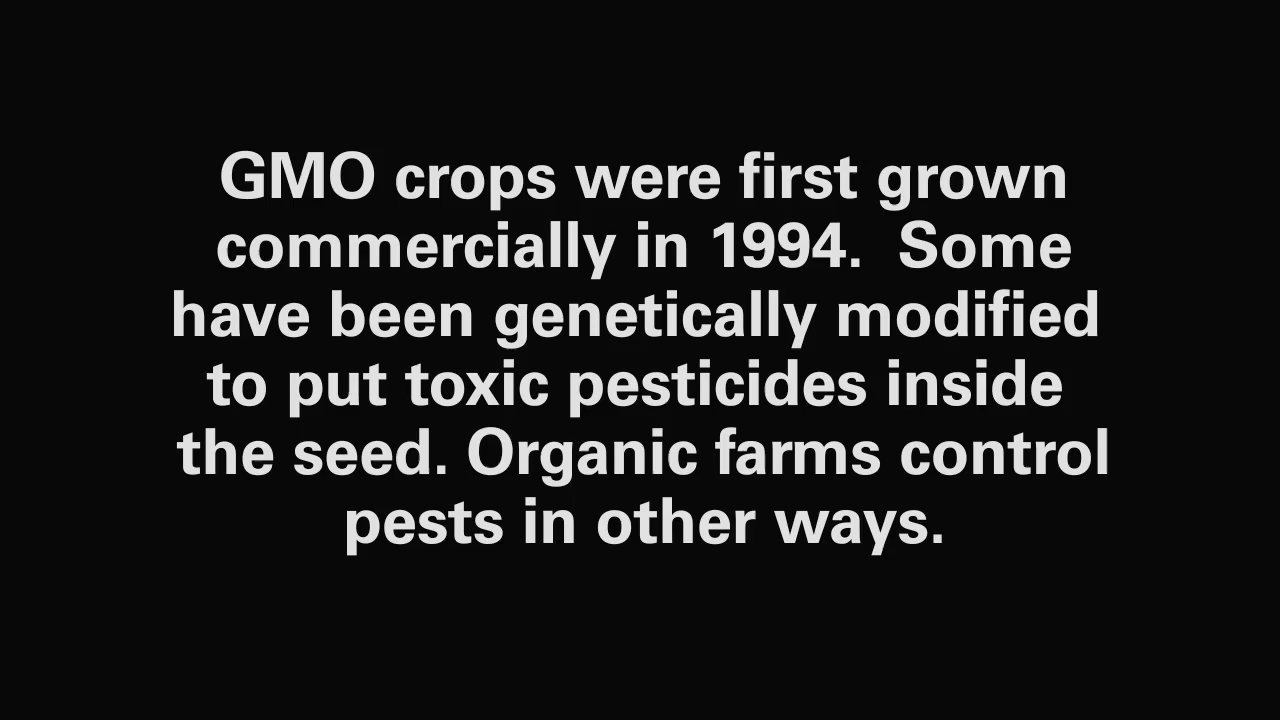 GMO crops were first grown
commercially in 1994.  Some
have been genetically modified
to put toxic pesticides inside
the seed. Organic farms control
pests in other ways.